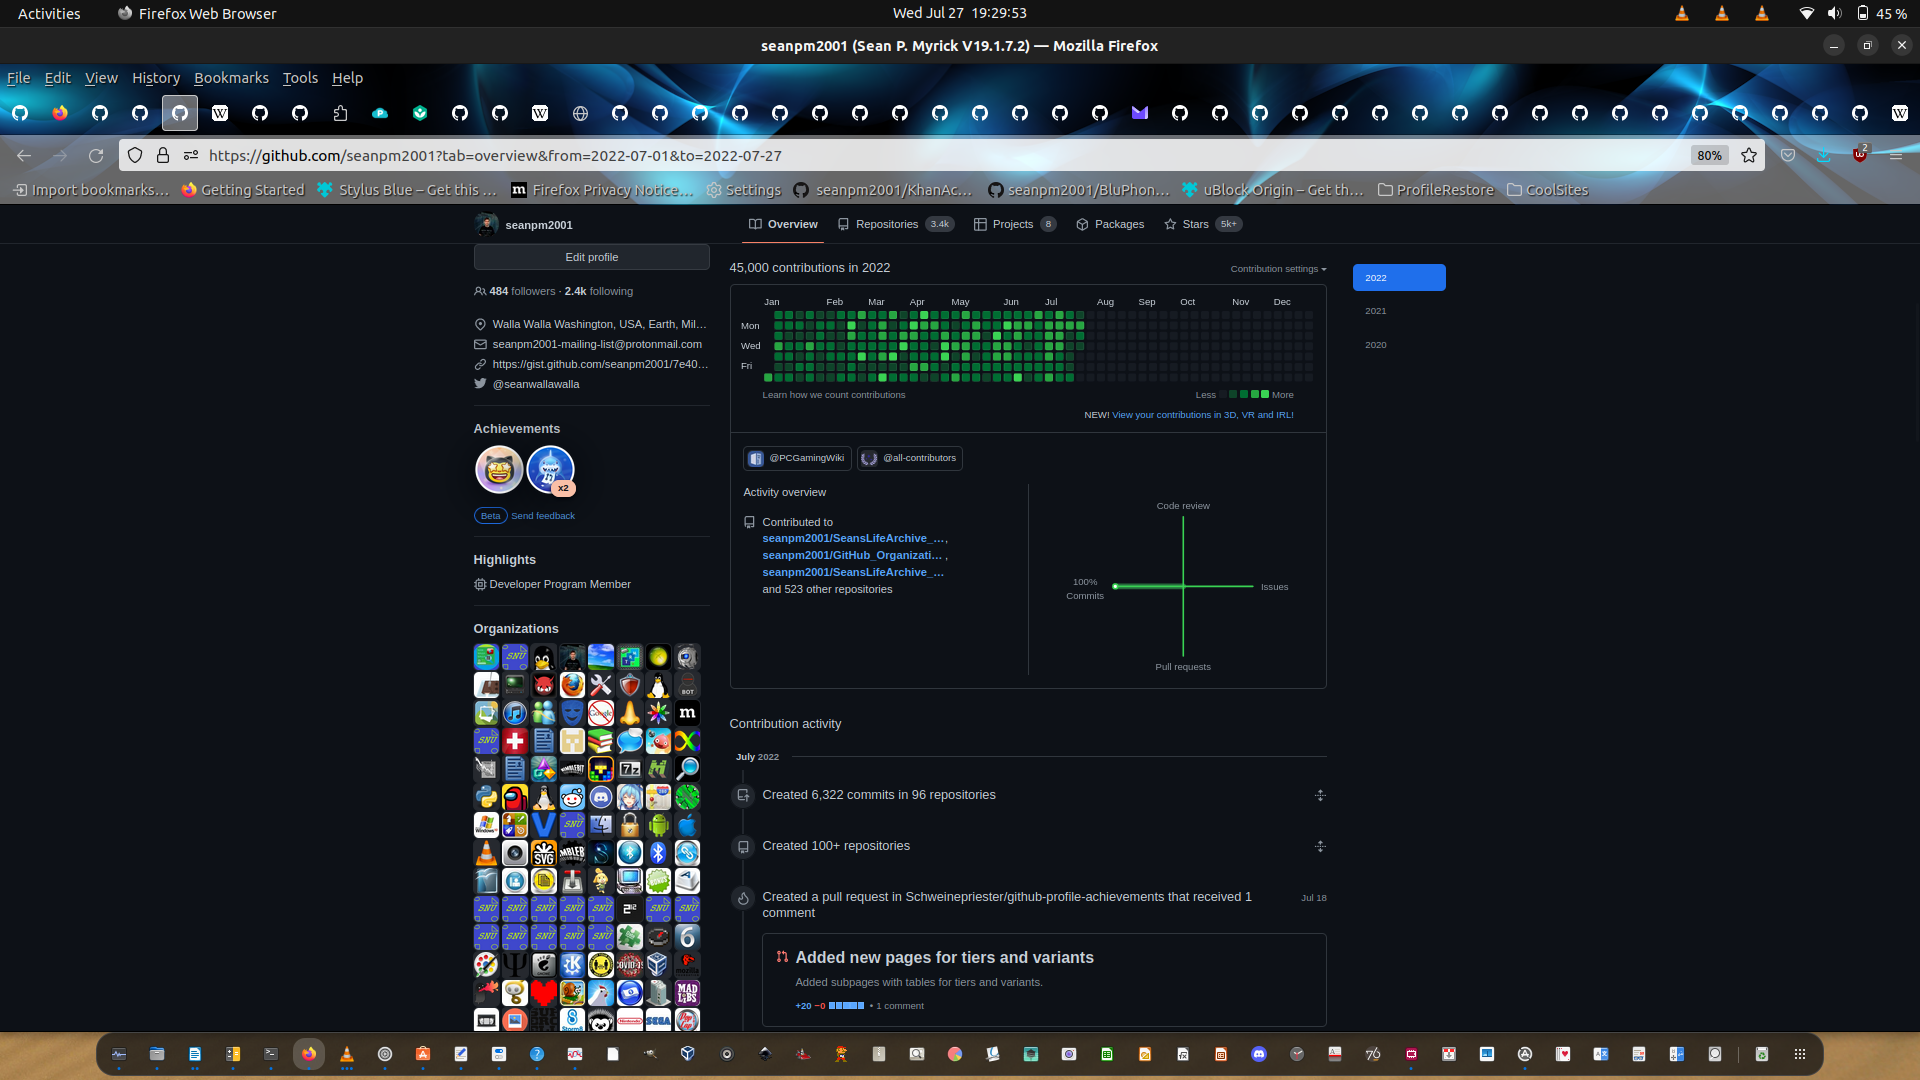 Activities
Firefox Web Browser
Wed Jul 27 19:29:53
45 %
seanpm2001 (Sean P. Myrick V19.1.7.2) — Mozilla Firefox
File Edit View History Bookmarks Tools Help
https://github.com/seanpm2001?tab=overview&from=2022-07-01&to=2022-07-27
80%
2
Import bookmarks…
Getting Started
Stylus Blue – Get this …
Firefox Privacy Notice…
Settings
seanpm2001/KhanAc…
seanpm2001/BluPhon…
uBlock Origin – Get th…
ProfileRestore
CoolSites
seanpm2001
Overview
Repositories 3.4k
Projects 8
Packages
Stars 5k+
Edit profile
484 followers · 2.4k following
Walla Walla Washington, USA, Earth, Mil…
seanpm2001-mailing-list@protonmail.com
https://gist.github.com/seanpm2001/7e40…
@seanwallawalla
Achievements
x2
Beta Send feedback
Highlights
Developer Program Member
Organizations
45,000 contributions in 2022
Contribution settings
2022
2021
2020
Jan Feb Mar Apr May Jun Jul Aug Sep Oct Nov Dec
Mon
Wed
Fri
Learn how we count contributions
Less More
NEW! View your contributions in 3D, VR and IRL!
@PCGamingWiki
@all-contributors
Activity overview
Contributed to
seanpm2001/SeansLifeArchive_…,
seanpm2001/GitHub_Organizati… ,
seanpm2001/SeansLifeArchive_…
and 523 other repositories
Code review
100%
Commits
Issues
Pull requests
Contribution activity
July 2022
Created 6,322 commits in 96 repositories
Created 100+ repositories
Created a pull request in Schweinepriester/github-profile-achievements that received 1
comment
Jul 18
Added new pages for tiers and variants
Added subpages with tables for tiers and variants.
+20 −0 • 1 comment